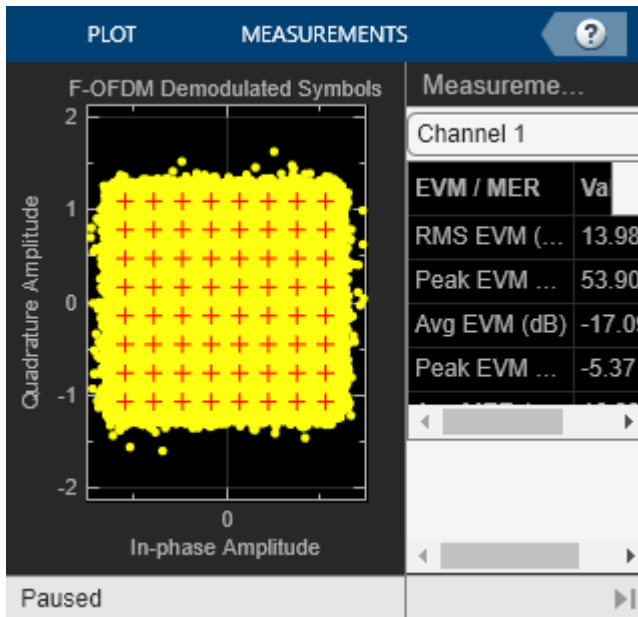 PLOT MEASUREMENTS ?
F-OFDM Demodulated Symbols
2
1
0
-1
-2
Quadrature Amplitude
0
In-phase Amplitude
Measureme...
Channel 1
EVM / MER Va
RMS EVM (... 13.98
Peak EVM ... 53.90
Avg EVM (dB) -17.09
Peak EVM ... -5.37
Paused